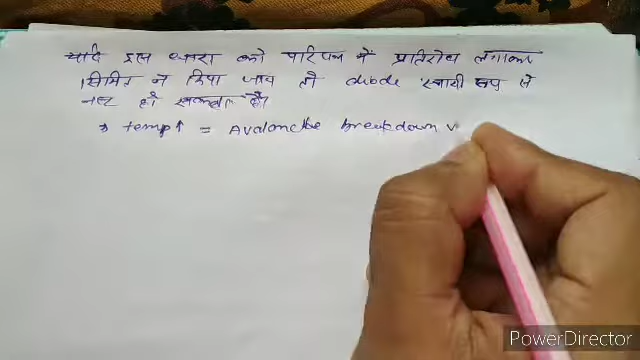 यदि इस धारा को परिपथ में प्रतिरोध लगाकर
सिमित न किया जाय तो diode स्थायी रूप से
नष्ट हो सकता है।
→ temp↑ = Avalanche breakdown v
PowerDirector